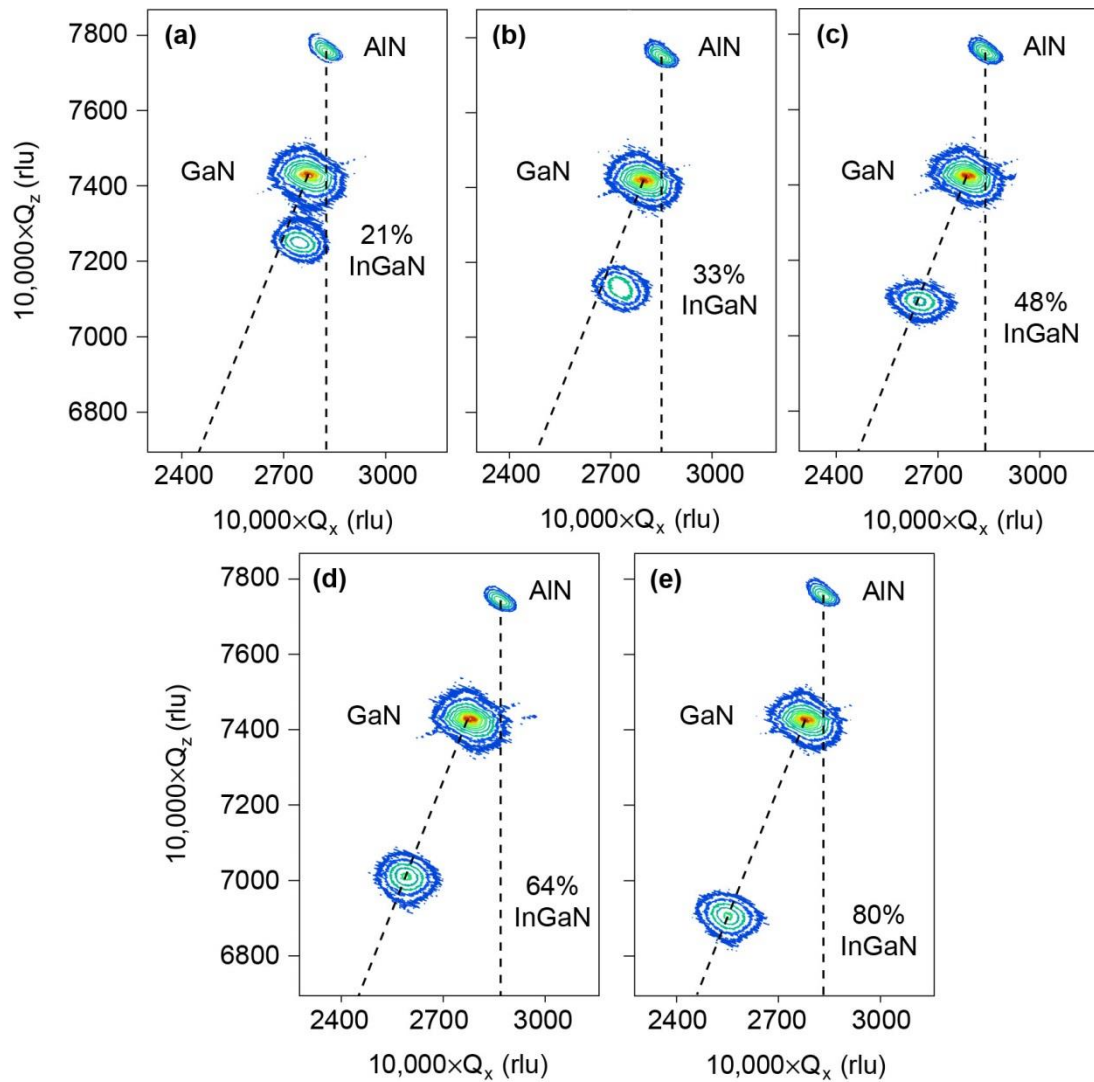 (a)
AlN
GaN
21%
InGaN
7800
7600
7400
7200
7000
6800
10,000×Q_z (rlu)
2400 2700 3000
10,000×Q_x (rlu)
(b)
AlN
GaN
33%
InGaN
2400 2700 3000
10,000×Q_x (rlu)
(c)
AlN
GaN
48%
InGaN
2400 2700 3000
10,000×Q_x (rlu)
(d)
AlN
GaN
64%
InGaN
7800
7600
7400
7200
7000
6800
10,000×Q_z (rlu)
2400 2700 3000
10,000×Q_x (rlu)
(e)
AlN
GaN
80%
InGaN
2400 2700 3000
10,000×Q_x (rlu)